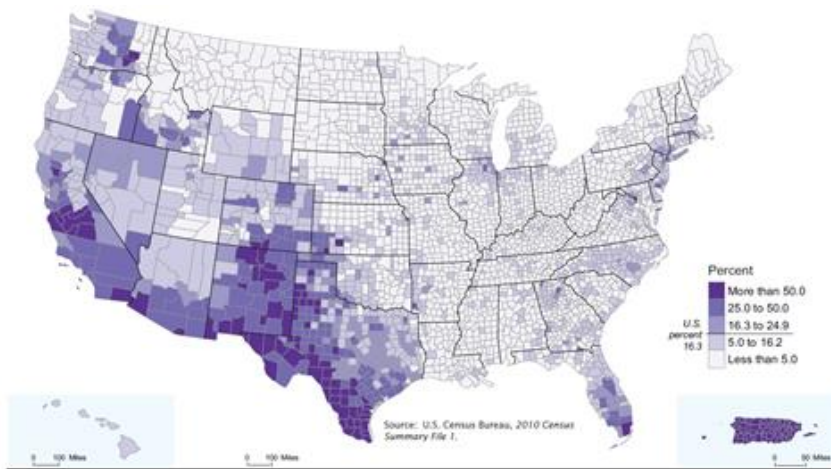 Percent
More than 50.0
25.0 to 50.0
16.3 to 24.9
5.0 to 16.2
Less than 5.0
U.S.
percent
16.3
Source: U.S. Census Bureau, 2010 Census
Summary File 1.
0 100 Miles
0 100 Miles
0 50 Miles